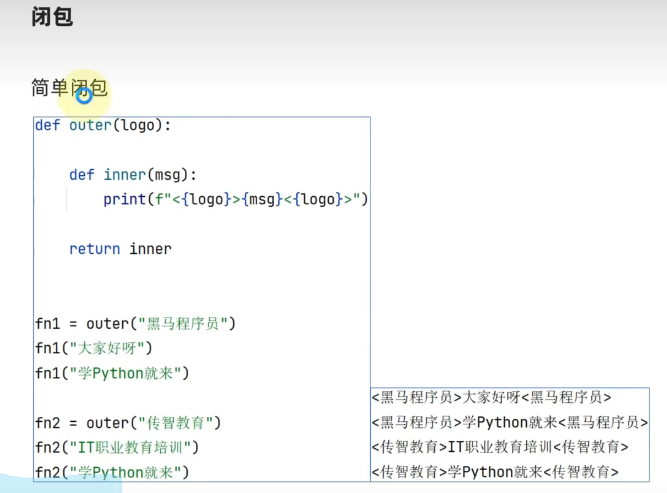 闭包
简单闭包
def outer(logo):
def inner(msg):
print(f"<{logo}>{msg}<{logo}>")
return inner
fn1 = outer("黑马程序员")
fn1("大家好呀")
fn1("学Python就来")
fn2 = outer("传智教育")
fn2("IT职业教育培训")
fn2("学Python就来")
<黑马程序员>大家好呀<黑马程序员>
<黑马程序员>学Python就来<黑马程序员>
<传智教育>IT职业教育培训<传智教育>
<传智教育>学Python就来<传智教育>